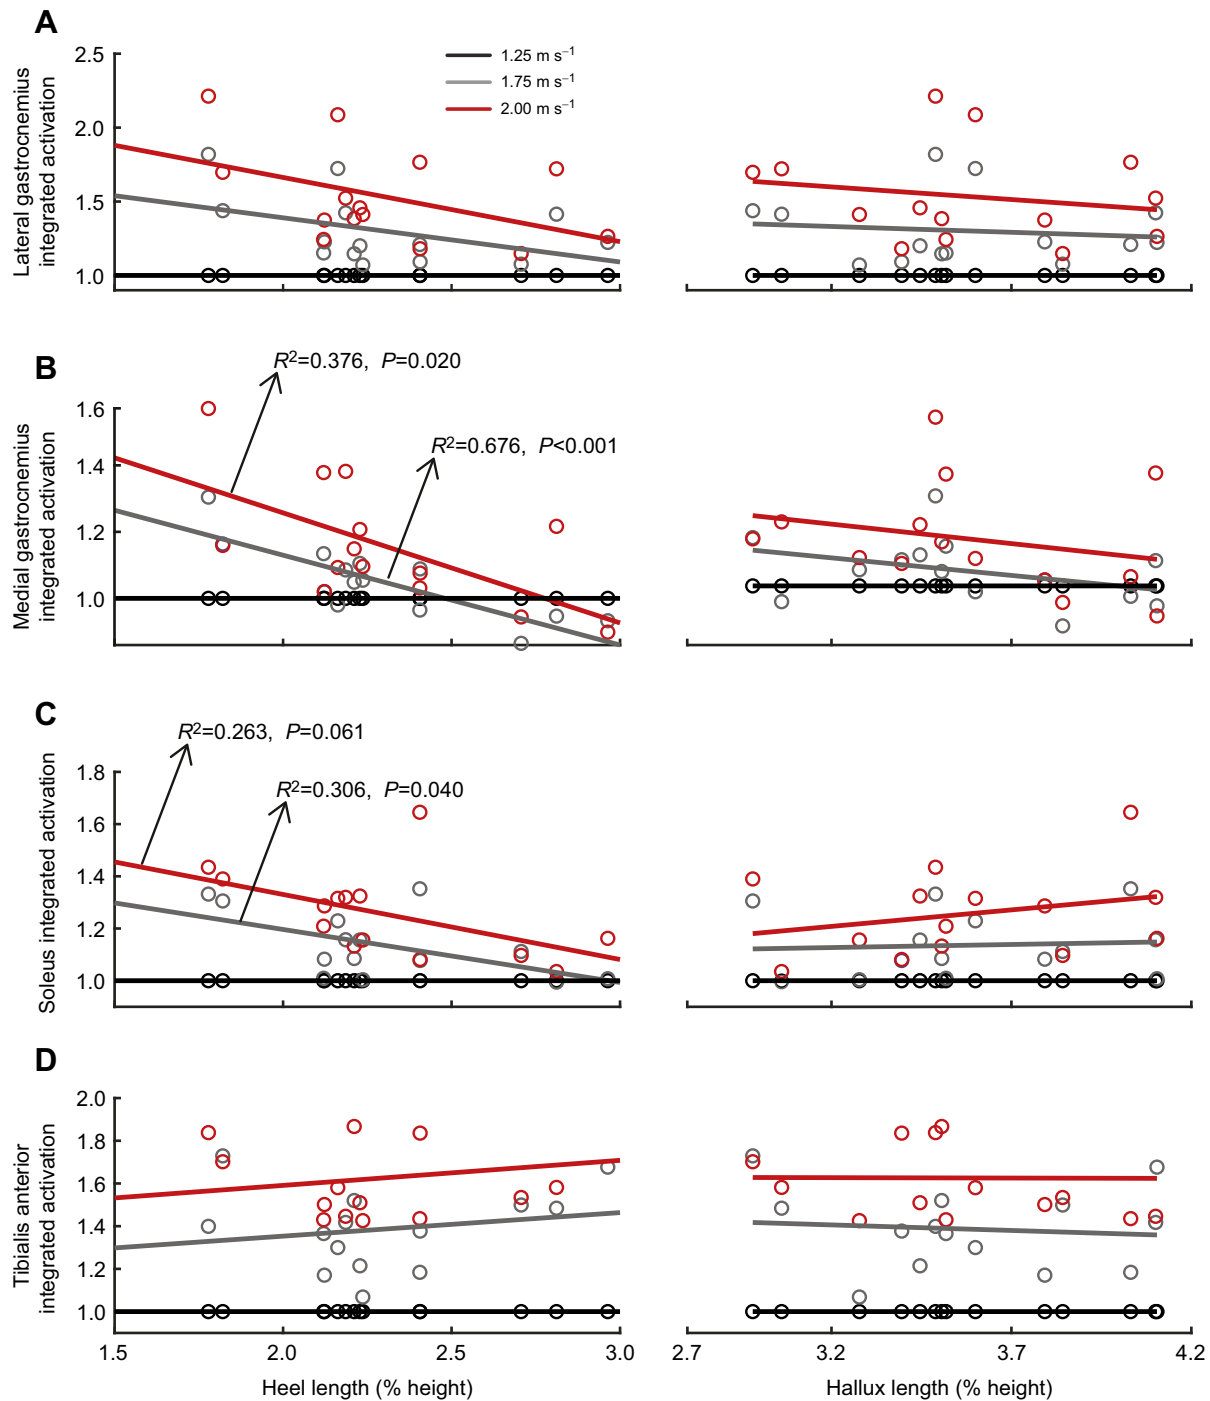 A
2.5
2.0
1.5
1.0
Lateral gastrocnemius
integrated activation
1.25 m s⁻¹
1.75 m s⁻¹
2.00 m s⁻¹
B
R²=0.376, P=0.020
R²=0.676, P<0.001
1.6
1.4
1.2
1.0
Medial gastrocnemius
integrated activation
C
R²=0.263, P=0.061
R²=0.306, P=0.040
1.8
1.6
1.4
1.2
1.0
Soleus integrated activation
D
2.0
1.8
1.6
1.4
1.2
1.0
Tibialis anterior
integrated activation
1.5 2.0 2.5 3.0
Heel length (% height)
2.7 3.2 3.7 4.2
Hallux length (% height)